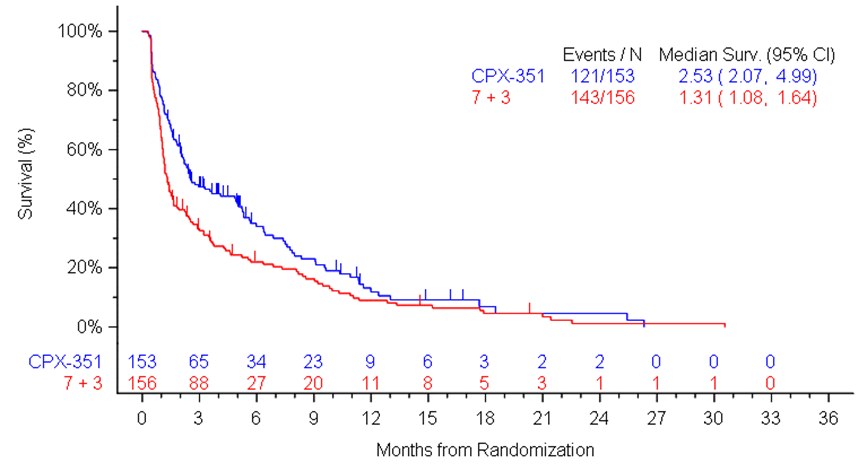 Events / N Median Surv. (95% CI)
CPX-351 121/153 2.53 ( 2.07, 4.99)
7 + 3 143/156 1.31 ( 1.08, 1.64)
Survival (%)
100%
80%
60%
40%
20%
0%
CPX-351 153 65 34 23 9 6 3 2 2 0 0 0
7 + 3 156 88 27 20 11 8 5 3 1 1 1 0
0 3 6 9 12 15 18 21 24 27 30 33 36
Months from Randomization